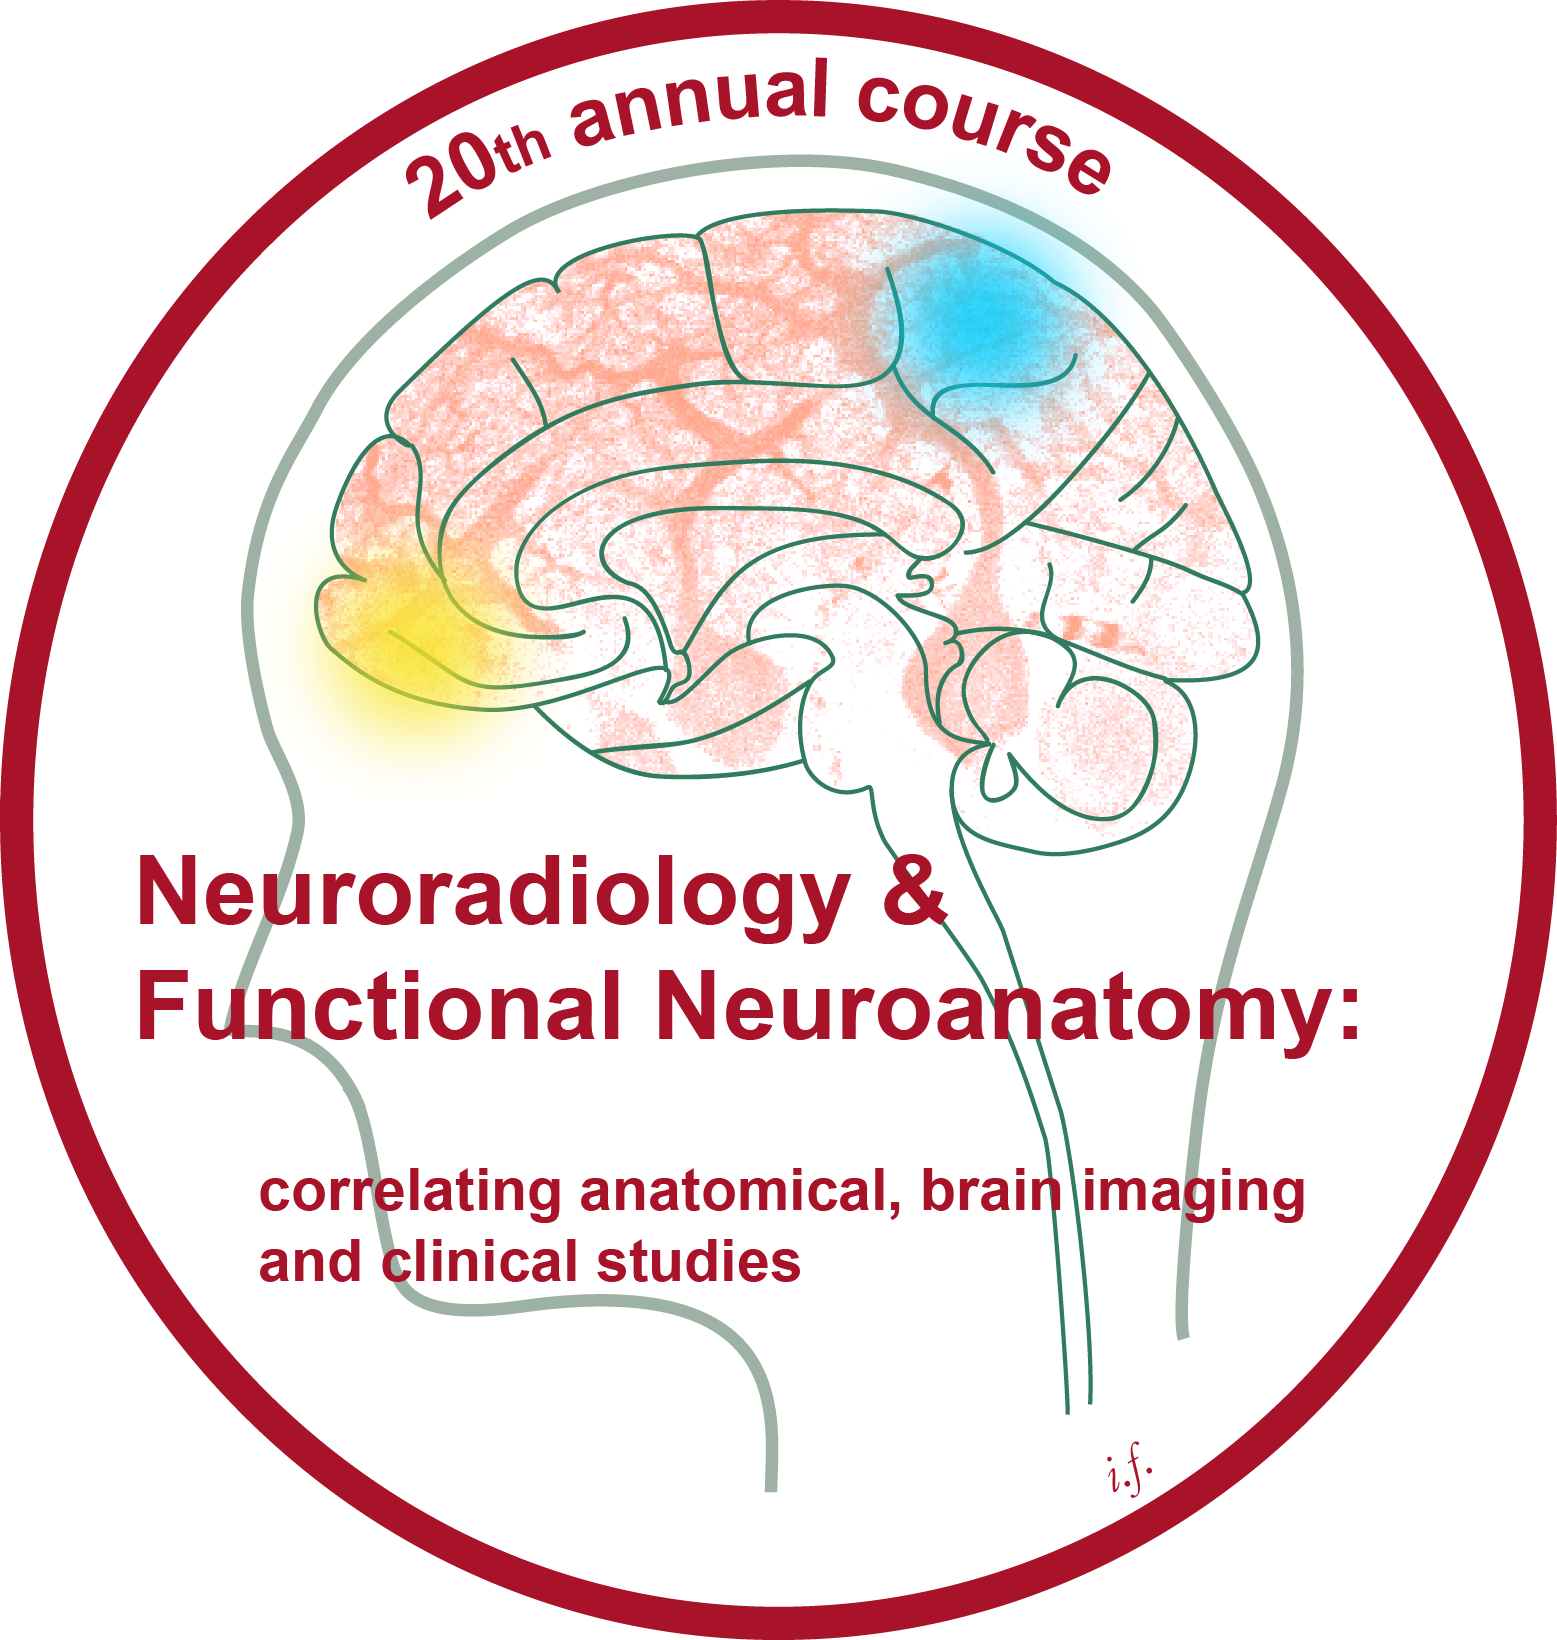 20th annual course
Neuroradiology &
Functional Neuroanatomy:
correlating anatomical, brain imaging
and clinical studies
i.f.